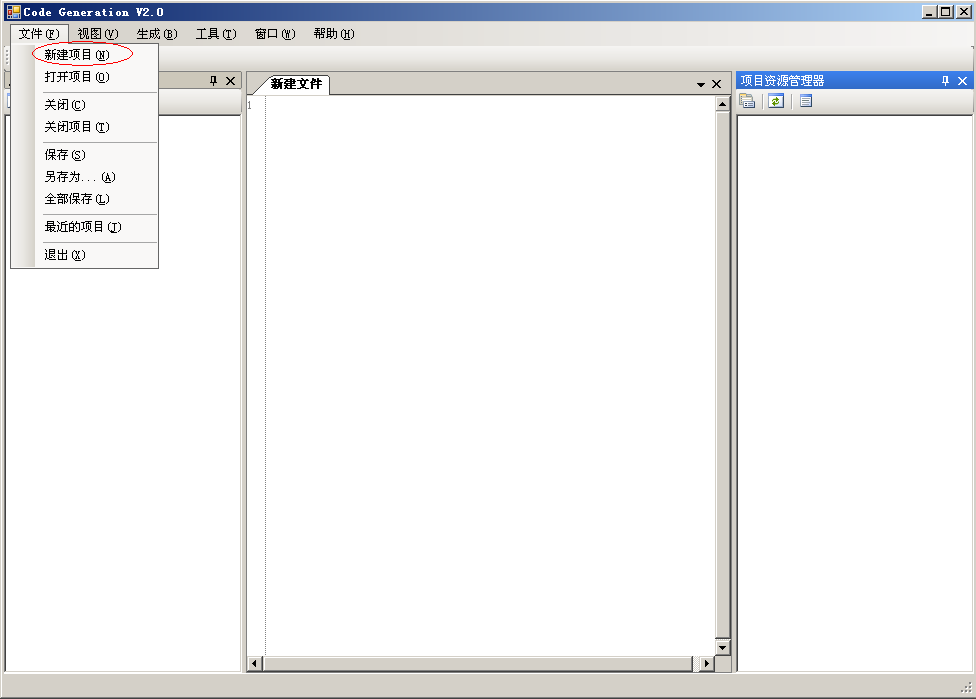 Code Generation V2.0
文件(F) 视图(V) 生成(B) 工具(T) 窗口(W) 帮助(H)
新建项目(N)
打开项目(O)
关闭(C)
关闭项目(T)
保存(S)
另存为...(A)
全部保存(L)
最近的项目(J)
退出(X)
新建文件
1
项目资源管理器